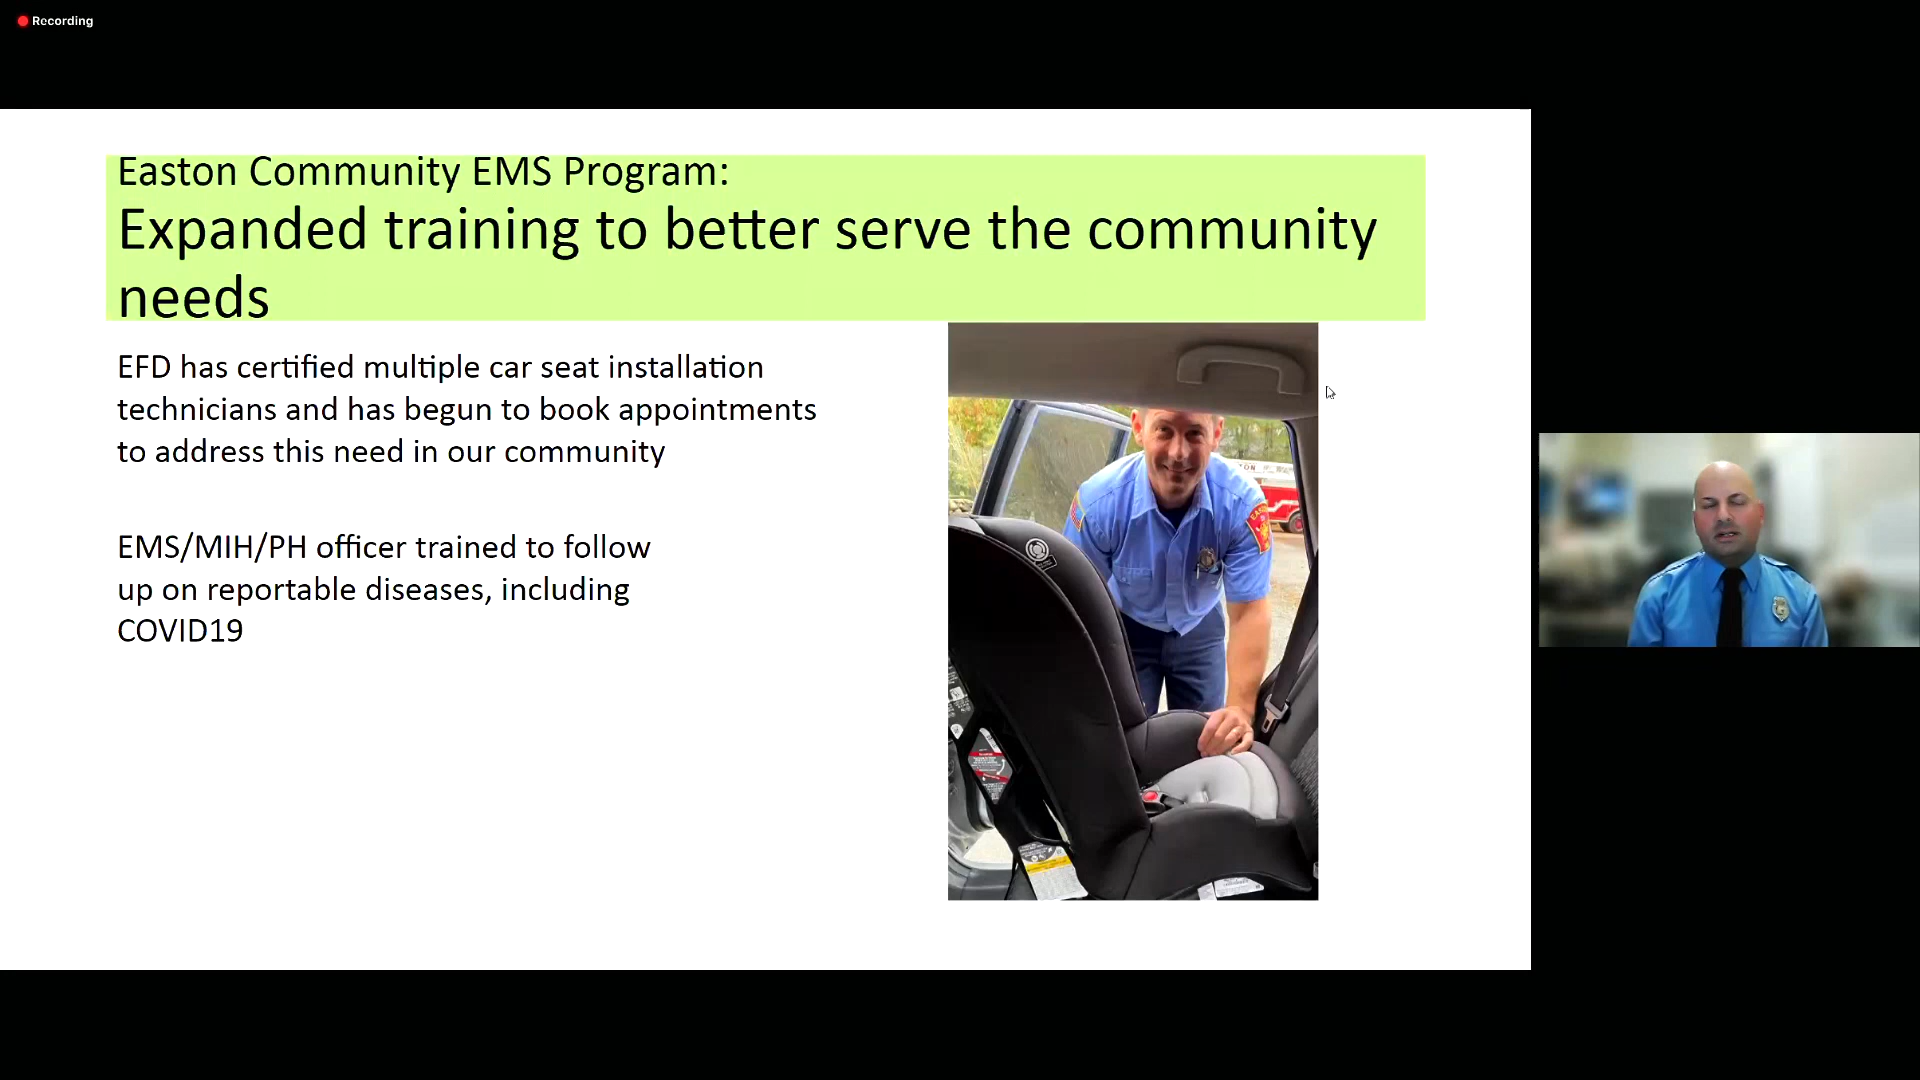 Recording
Easton Community EMS Program:
Expanded training to better serve the community
needs
EFD has certified multiple car seat installation
technicians and has begun to book appointments
to address this need in our community
EMS/MIH/PH officer trained to follow
up on reportable diseases, including
COVID19